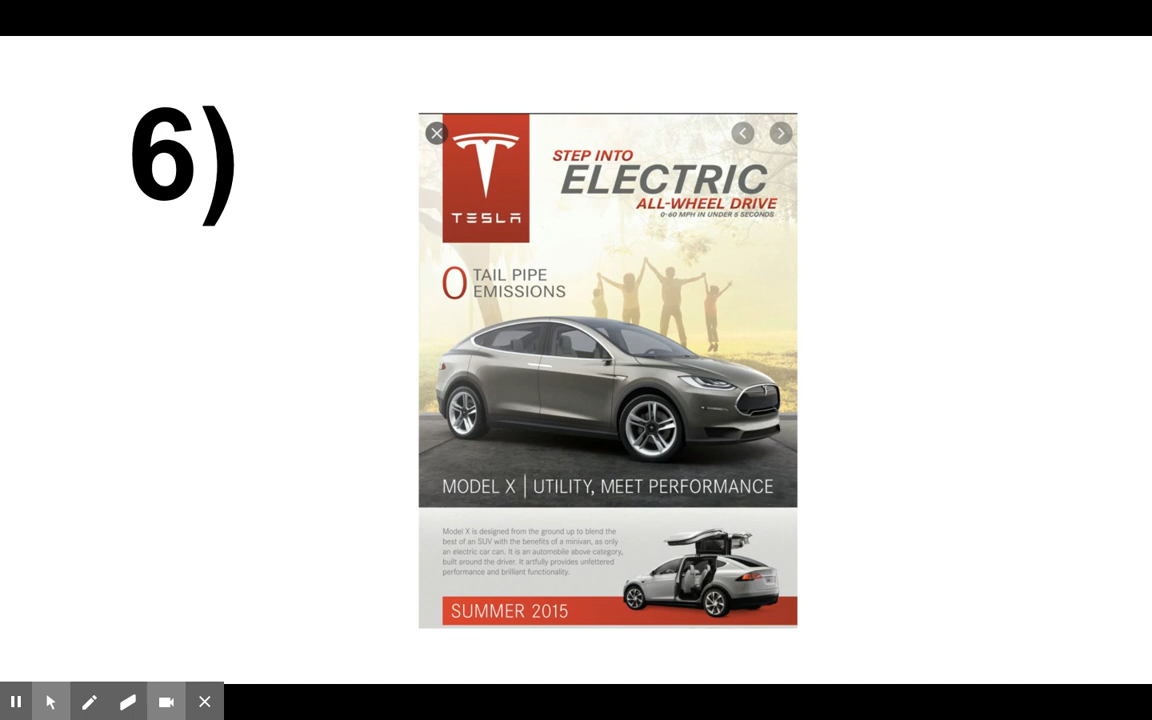 6)
TESLA
STEP INTO
ELECTRIC
ALL-WHEEL DRIVE
0-60 MPH IN UNDER 5 SECONDS
0 TAIL PIPE
EMISSIONS
MODEL X | UTILITY, MEET PERFORMANCE
Model X is designed from the ground up to blend the
best of an SUV with the benefits of a minivan, as only
an electric car can. It is an automobile above category,
built around the driver. It artfully provides unfettered
performance and brilliant functionality.
SUMMER 2015